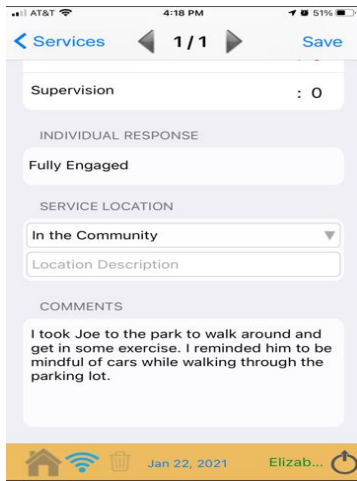 AT&T 4:18 PM 51%
Services 1/1 Save
Supervision : 0
INDIVIDUAL RESPONSE
Fully Engaged
SERVICE LOCATION
In the Community
Location Description
COMMENTS
I took Joe to the park to walk around and
get in some exercise. I reminded him to be
mindful of cars while walking through the
parking lot.
Jan 22, 2021 Elizab...